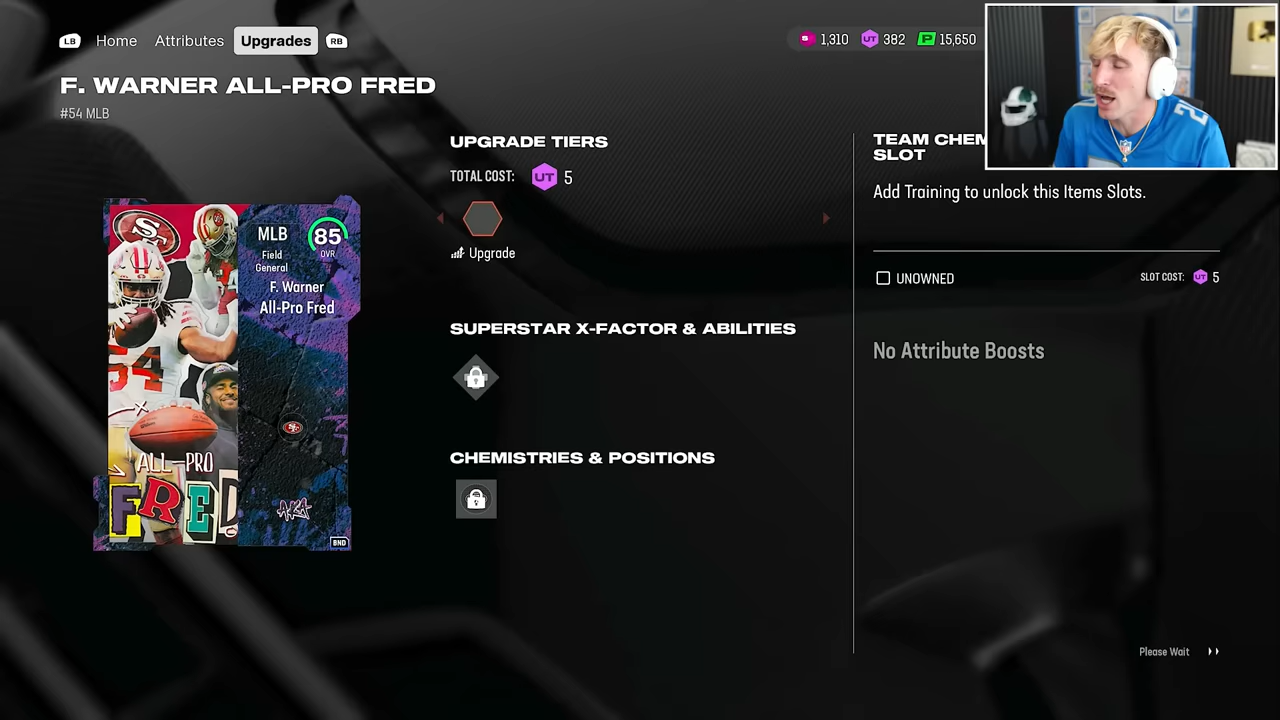 LB Home Attributes Upgrades RB
S 1,310 UT 382 P 15,650
F. WARNER ALL-PRO FRED
#54 MLB
UPGRADE TIERS
TOTAL COST: UT 5
Upgrade
SUPERSTAR X-FACTOR & ABILITIES
CHEMISTRIES & POSITIONS
TEAM CHEM
SLOT
Add Training to unlock this Items Slots.
UNOWNED SLOT COST: UT 5
No Attribute Boosts
Please Wait
MLB 85
OVR
Field
General
F. Warner
All-Pro Fred
54
ALL-PRO
FRED
AKA
BND